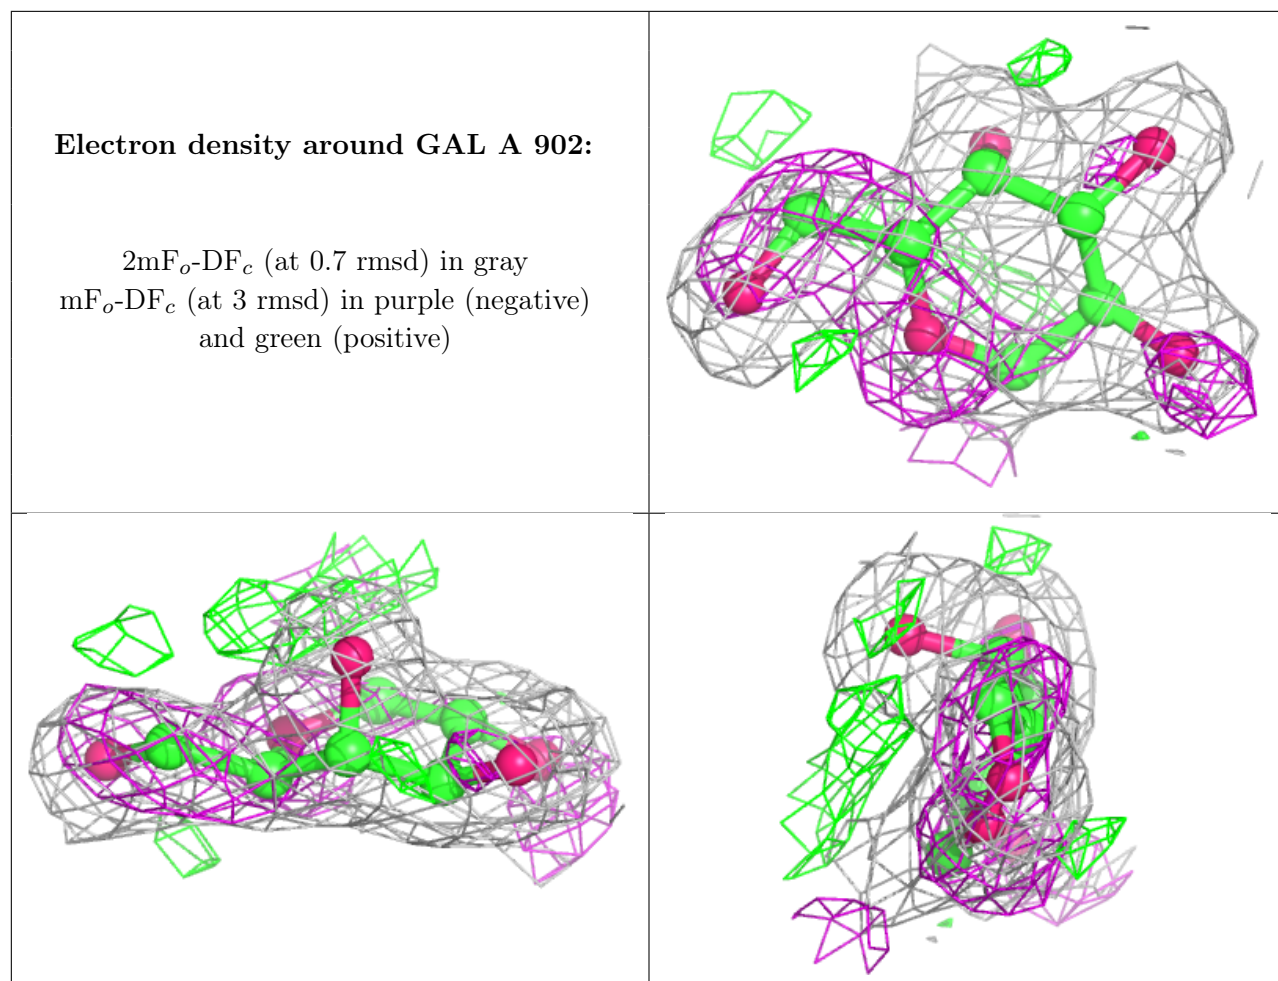 Electron density around GAL A 902:
2mFo-DFc (at 0.7 rmsd) in gray
mFo-DFc (at 3 rmsd) in purple (negative)
and green (positive)